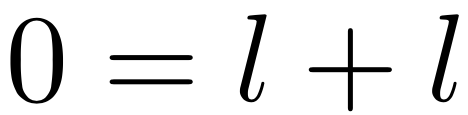 0 = l + l